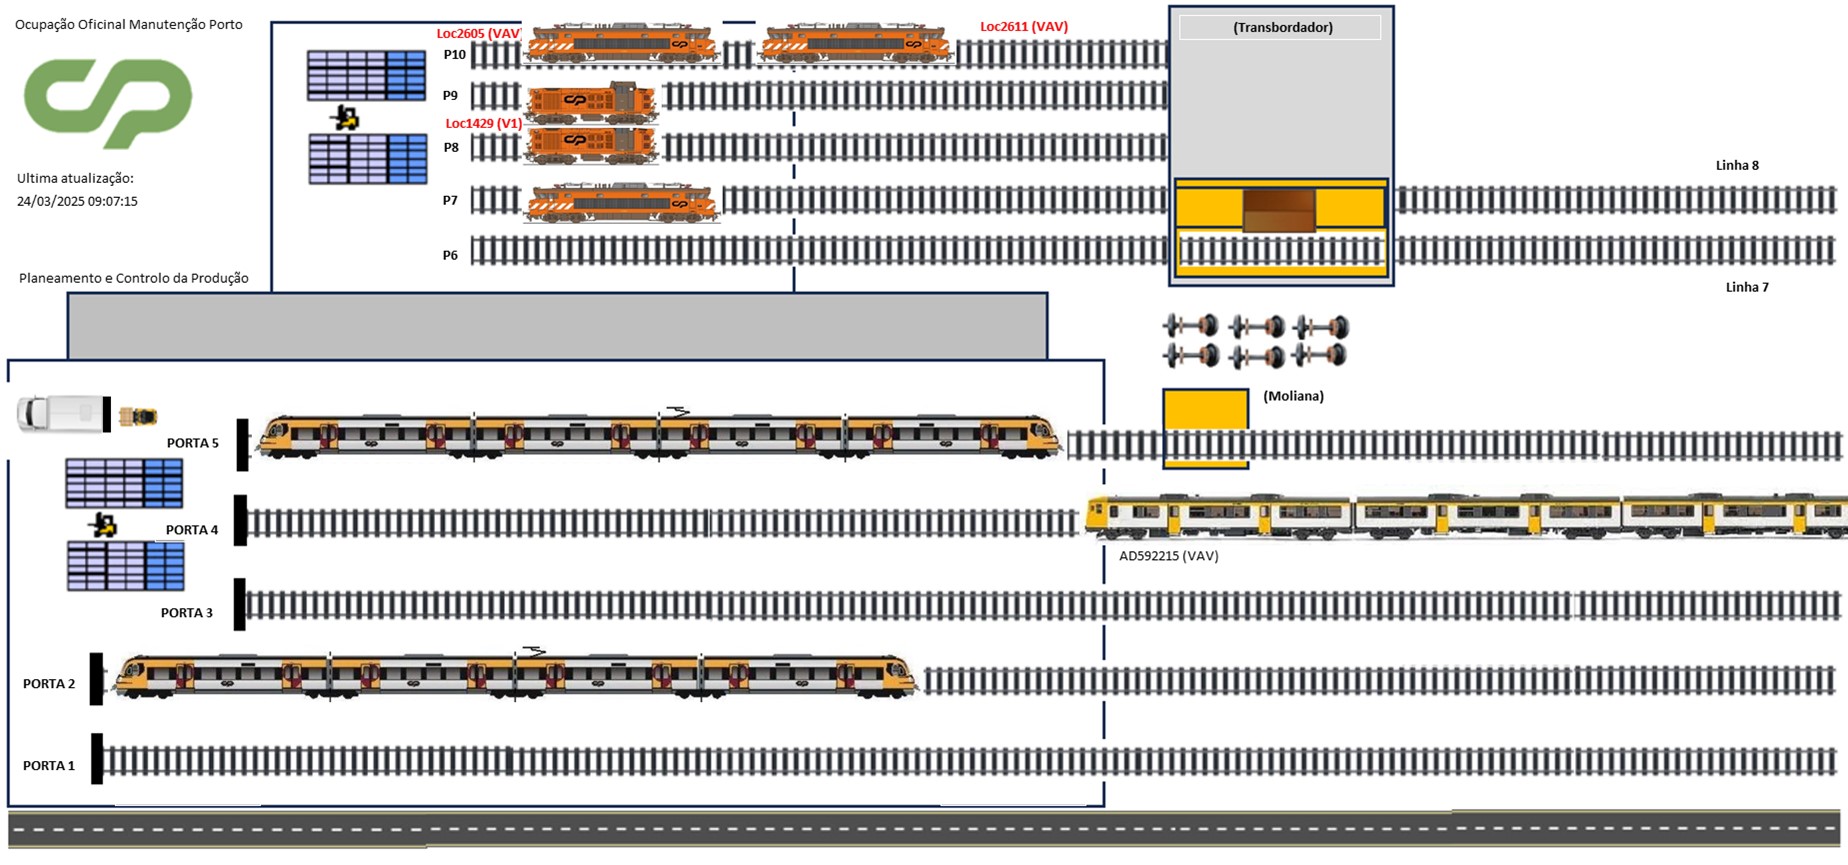 Ocupação Oficinal Manutenção Porto
Loc2605 (VAV)
Loc2611 (VAV)
(Transbordador)
P10
P9
Loc1429 (V1)
P8
Linha 8
Ultima atualização:
24/03/2025 09:07:15
P7
P6
Planeamento e Controlo da Produção
Linha 7
(Moliana)
PORTA 5
PORTA 4
AD592215 (VAV)
PORTA 3
PORTA 2
PORTA 1